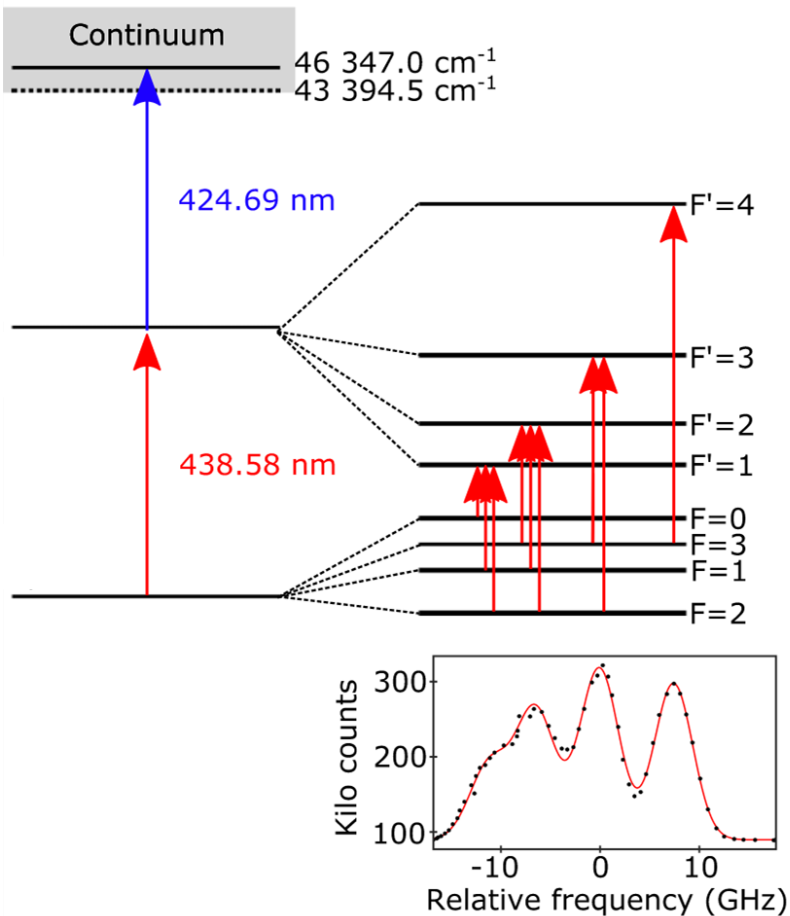 Continuum
46 347.0 cm-1
43 394.5 cm-1
424.69 nm
F'=4
F'=3
F'=2
438.58 nm
F'=1
F=0
F=3
F=1
F=2
Kilo counts
300
200
100
-10 0 10
Relative frequency (GHz)